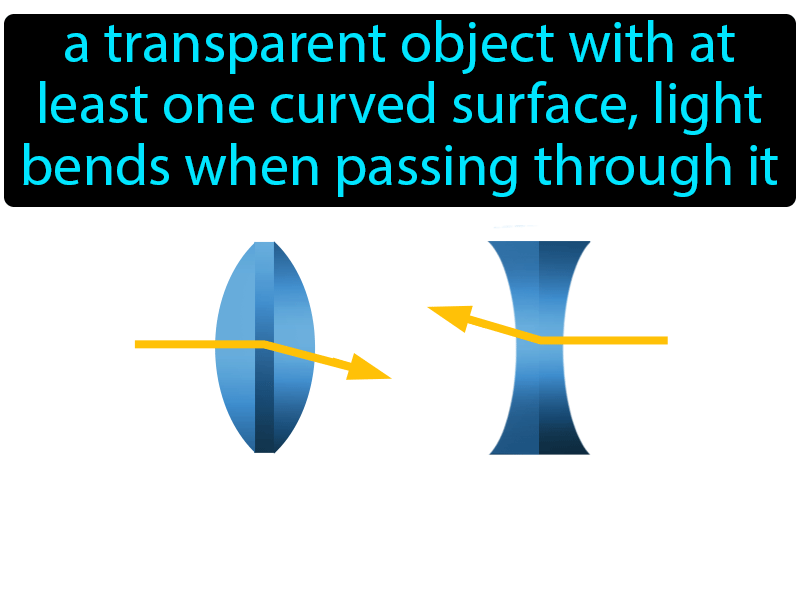 a transparent object with at
least one curved surface, light
bends when passing through it